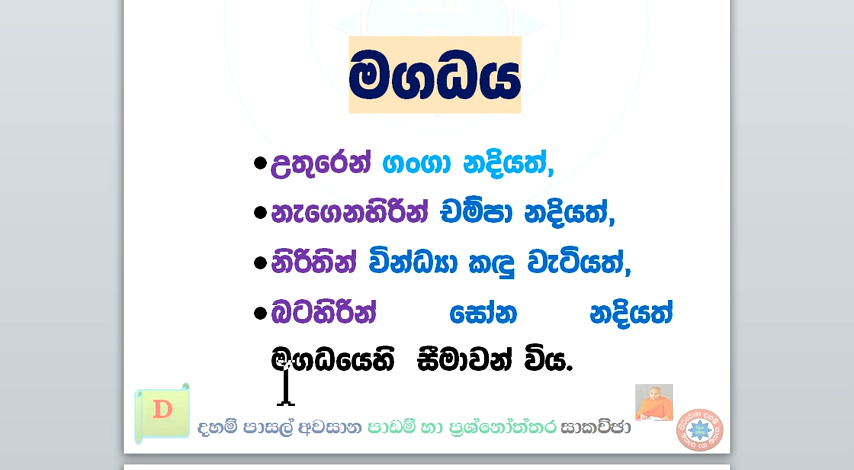 මගධය
•උතුරෙන් ගංගා නදියත්,
•නැගෙනහිරින් චම්පා නදියත්,
•නිරිතින් වින්ධ්‍යා කඳු වැටියත්,
•බටහිරින් සෝන නදියත්
මගධයෙහි සීමාවන් විය.
D
දහම් පාසල් අවසාන පාඩම් හා ප්‍රශ්නෝත්තර සාකච්ඡා